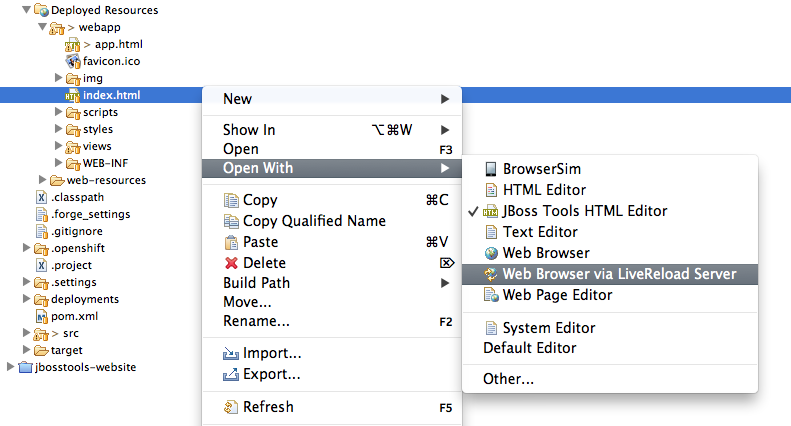 Deployed Resources
> webapp
> app.html
favicon.ico
img
index.html
scripts
styles
views
WEB-INF
web-resources
.classpath
.forge_settings
.gitignore
.openshift
.project
.settings
deployments
pom.xml
> src
target
jbosstools-website
New
Show In ⌥⌘W
Open F3
Open With
Copy ⌘C
Copy Qualified Name
Paste ⌘V
Delete ⌦
Build Path
Move...
Rename... F2
Import...
Export...
Refresh F5
BrowserSim
HTML Editor
✓ JBoss Tools HTML Editor
Text Editor
Web Browser
Web Browser via LiveReload Server
Web Page Editor
System Editor
Default Editor
Other...